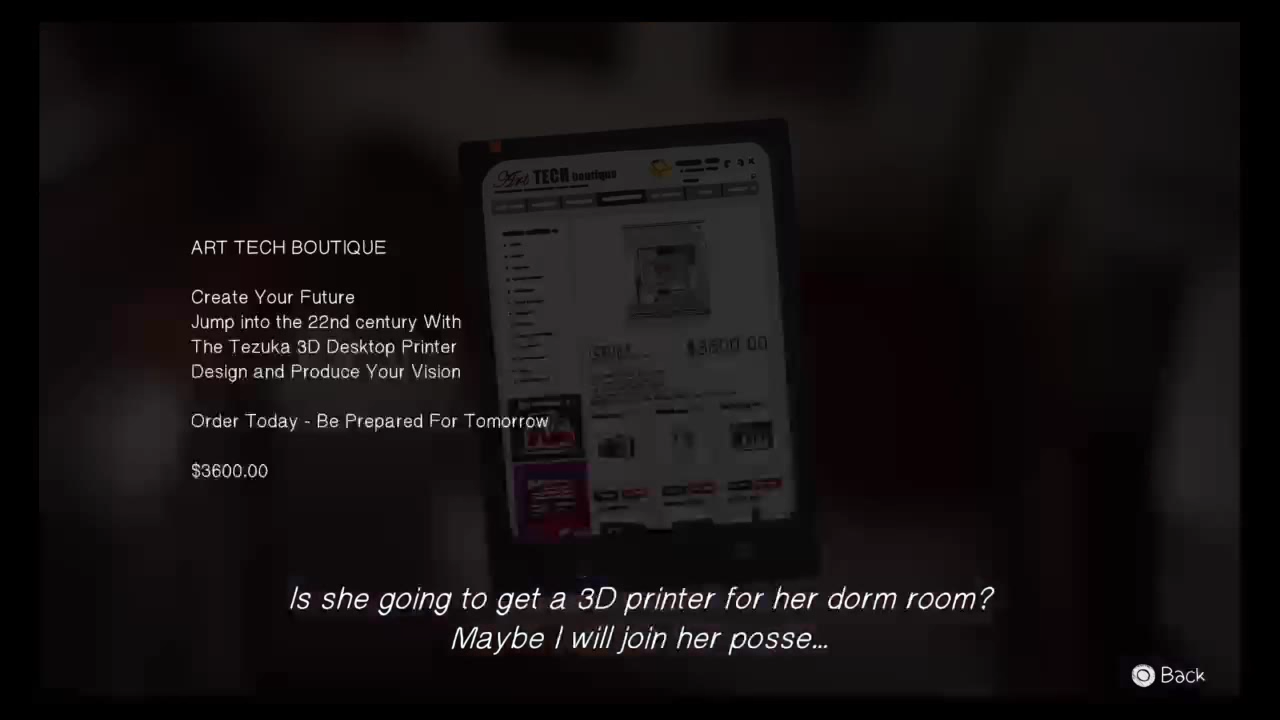 Art TECH boutique
$3600.00
ART TECH BOUTIQUE
Create Your Future
Jump into the 22nd century With
The Tezuka 3D Desktop Printer
Design and Produce Your Vision
Order Today - Be Prepared For Tomorrow
$3600.00
Is she going to get a 3D printer for her dorm room?
Maybe I will join her posse...
Back